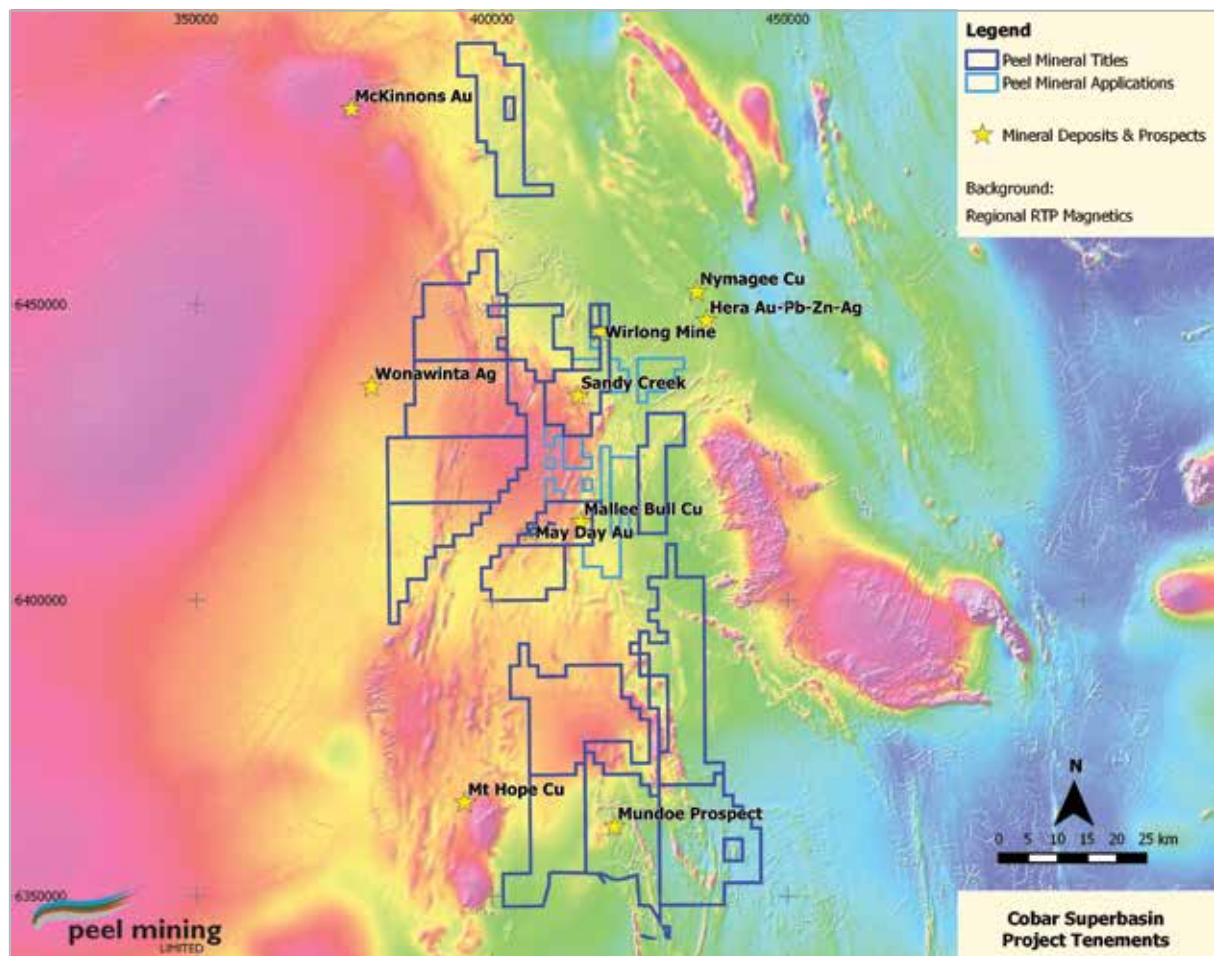 350000
400000
450000
Legend
Peel Mineral Titles
Peel Mineral Applications
Mineral Deposits & Prospects
Background:
Regional RTP Magnetics
McKinnons Au
6450000
Nymagee Cu
Hera Au-Pb-Zn-Ag
Wirlong Mine
Wonawinta Ag
Sandy Creek
Mallee Bull Cu
May Day Au
6400000
Mt Hope Cu
Mundoe Prospect
N
0 5 10 15 20 25 km
6350000
peel mining
LIMITED
Cobar Superbasin
Project Tenements